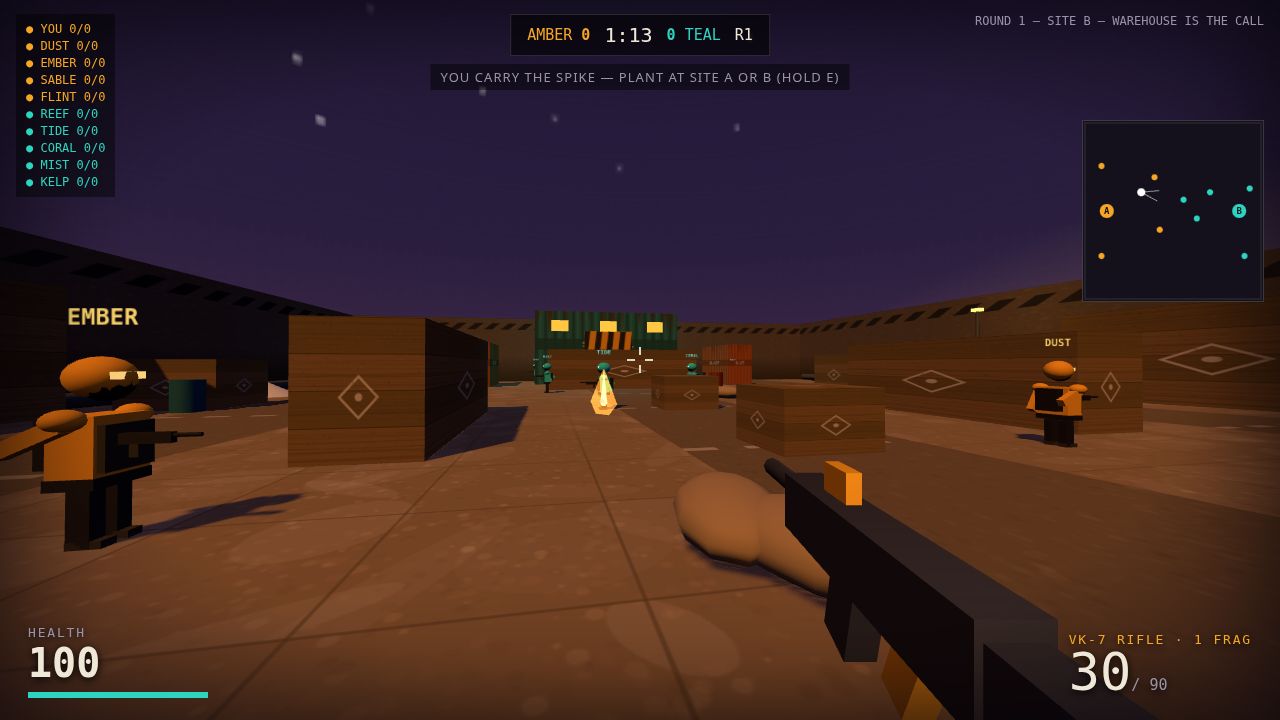 YOU 0/0
DUST 0/0
EMBER 0/0
SABLE 0/0
FLINT 0/0
REEF 0/0
TIDE 0/0
CORAL 0/0
MIST 0/0
KELP 0/0
AMBER 0 1:13 0 TEAL R1
YOU CARRY THE SPIKE — PLANT AT SITE A OR B (HOLD E)
ROUND 1 — SITE B — WAREHOUSE IS THE CALL
A
B
EMBER
DUST
TIDE
HEALTH
100
VK-7 RIFLE · 1 FRAG
30 / 90